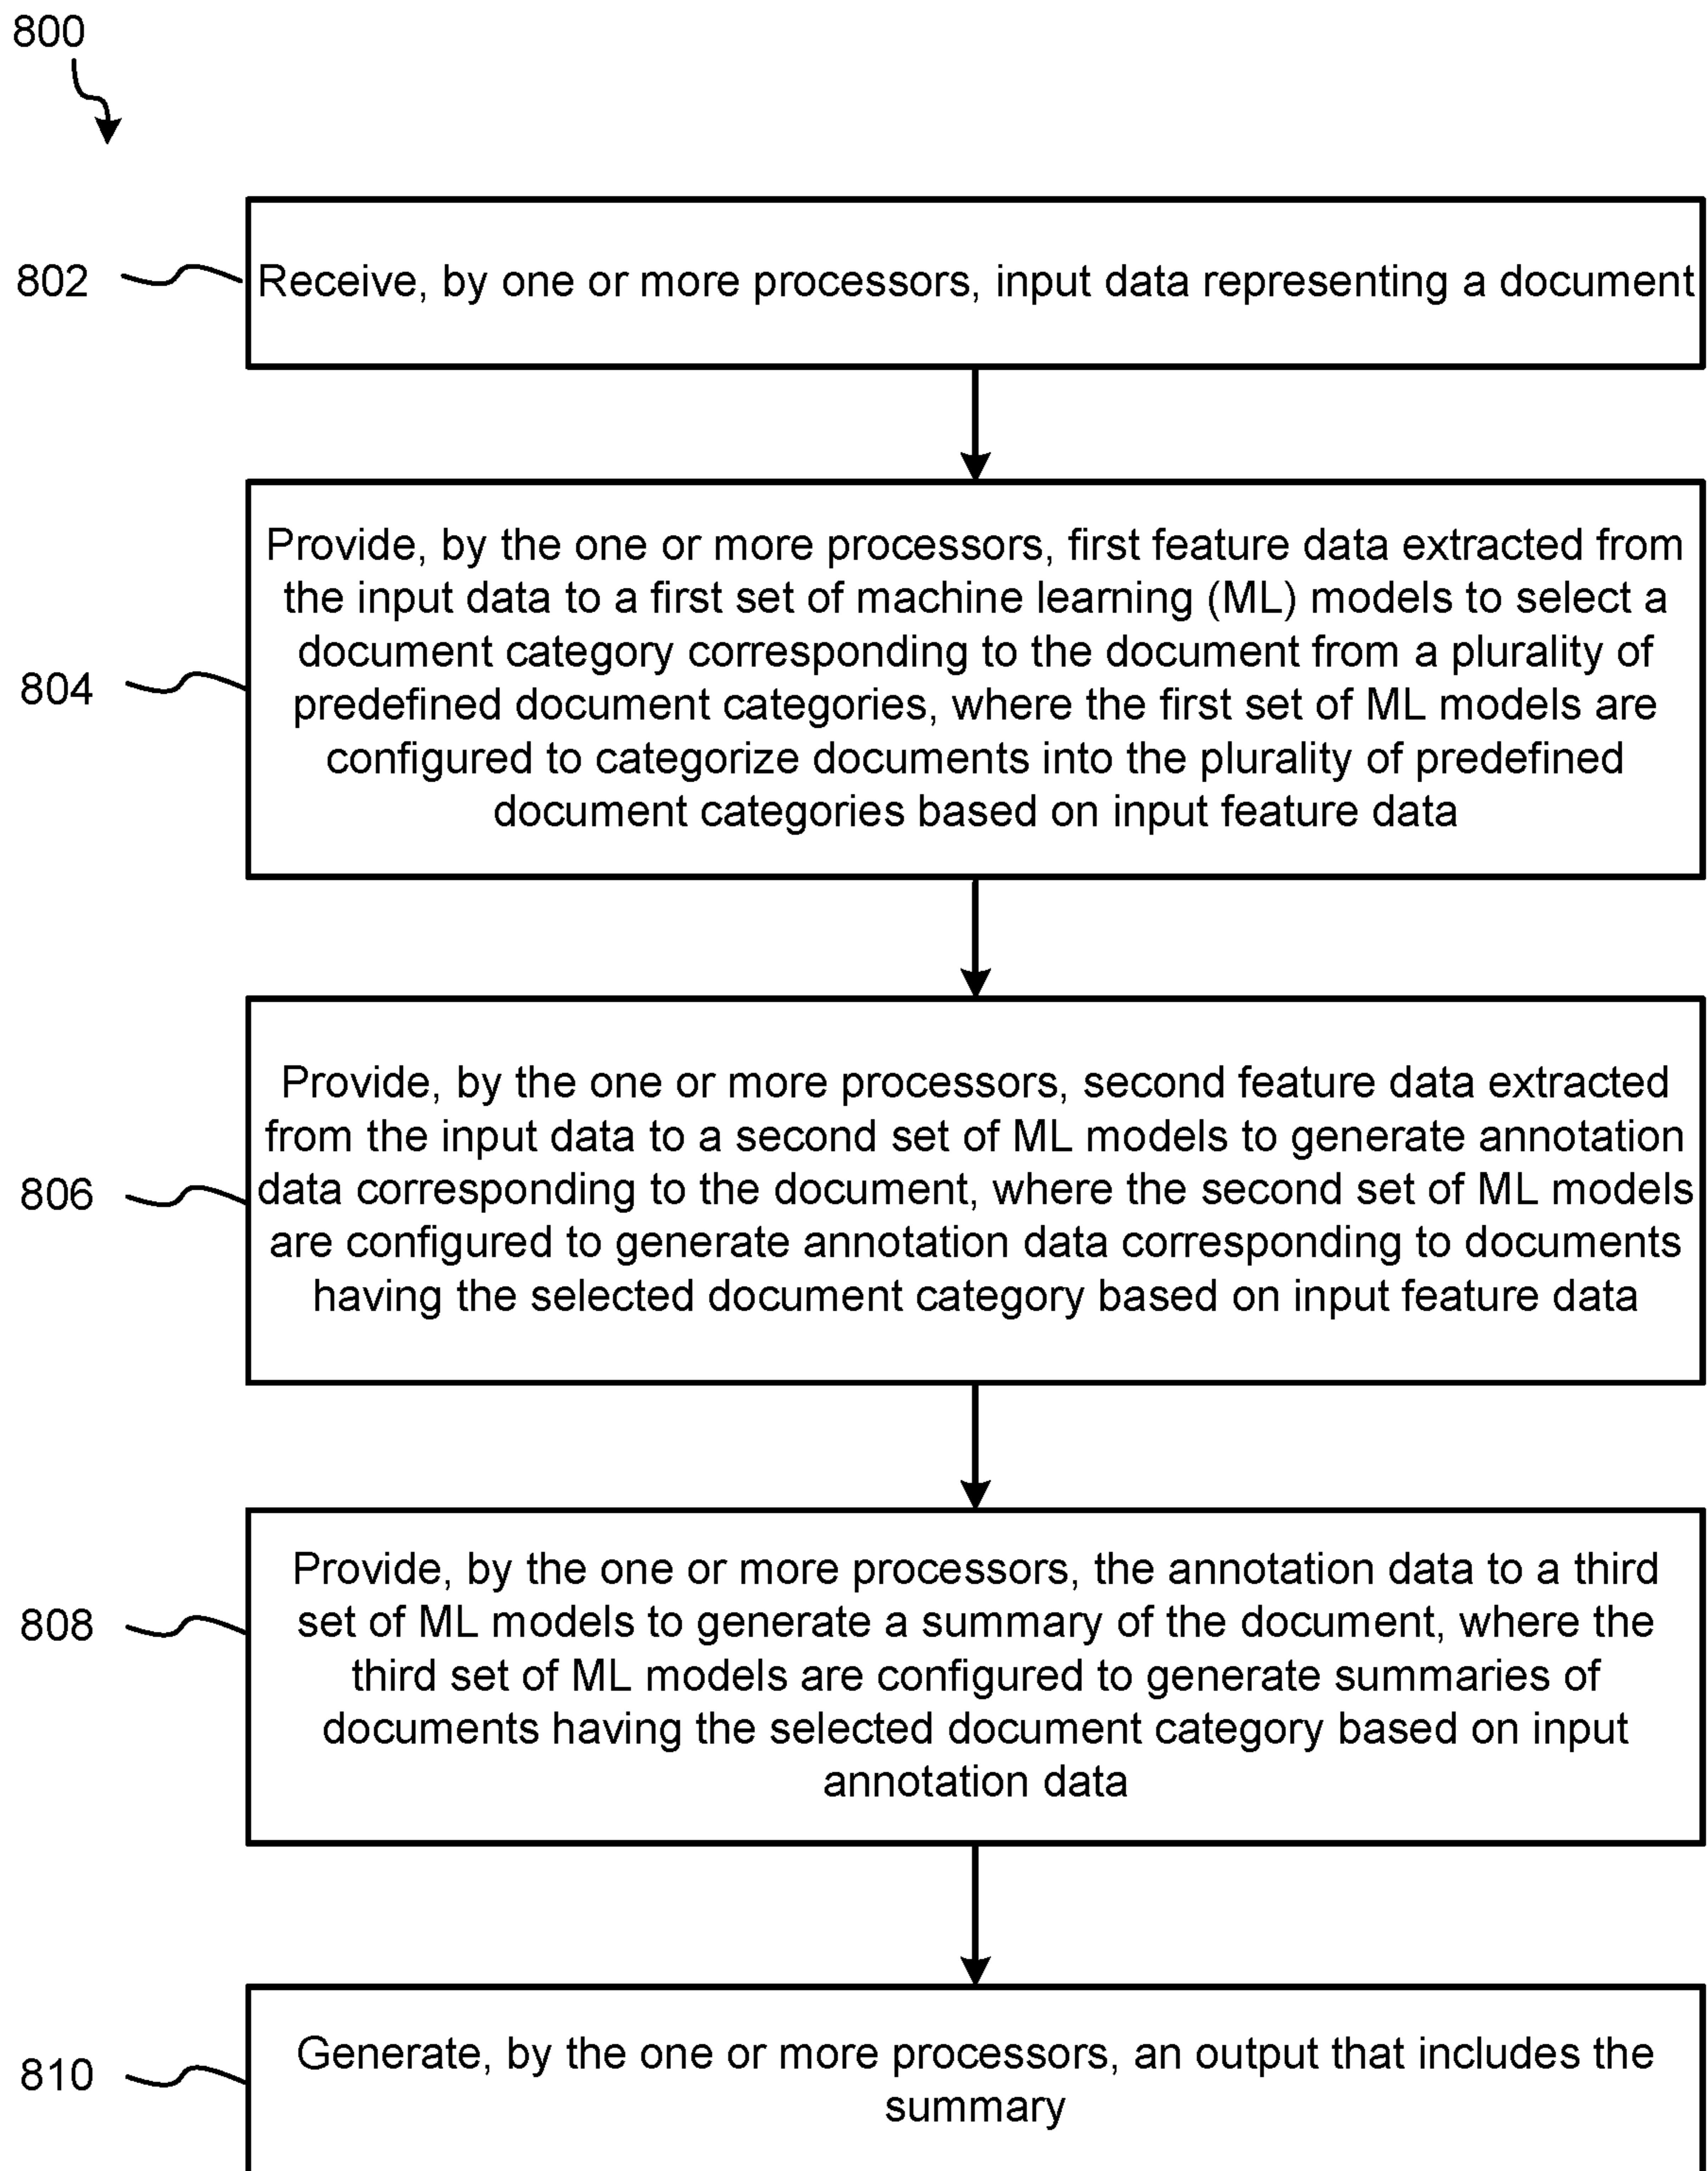 800
802
Receive, by one or more processors, input data representing a document
804
Provide, by the one or more processors, first feature data extracted from
the input data to a first set of machine learning (ML) models to select a
document category corresponding to the document from a plurality of
predefined document categories, where the first set of ML models are
configured to categorize documents into the plurality of predefined
document categories based on input feature data
806
Provide, by the one or more processors, second feature data extracted
from the input data to a second set of ML models to generate annotation
data corresponding to the document, where the second set of ML models
are configured to generate annotation data corresponding to documents
having the selected document category based on input feature data
808
Provide, by the one or more processors, the annotation data to a third
set of ML models to generate a summary of the document, where the
third set of ML models are configured to generate summaries of
documents having the selected document category based on input
annotation data
810
Generate, by the one or more processors, an output that includes the
summary